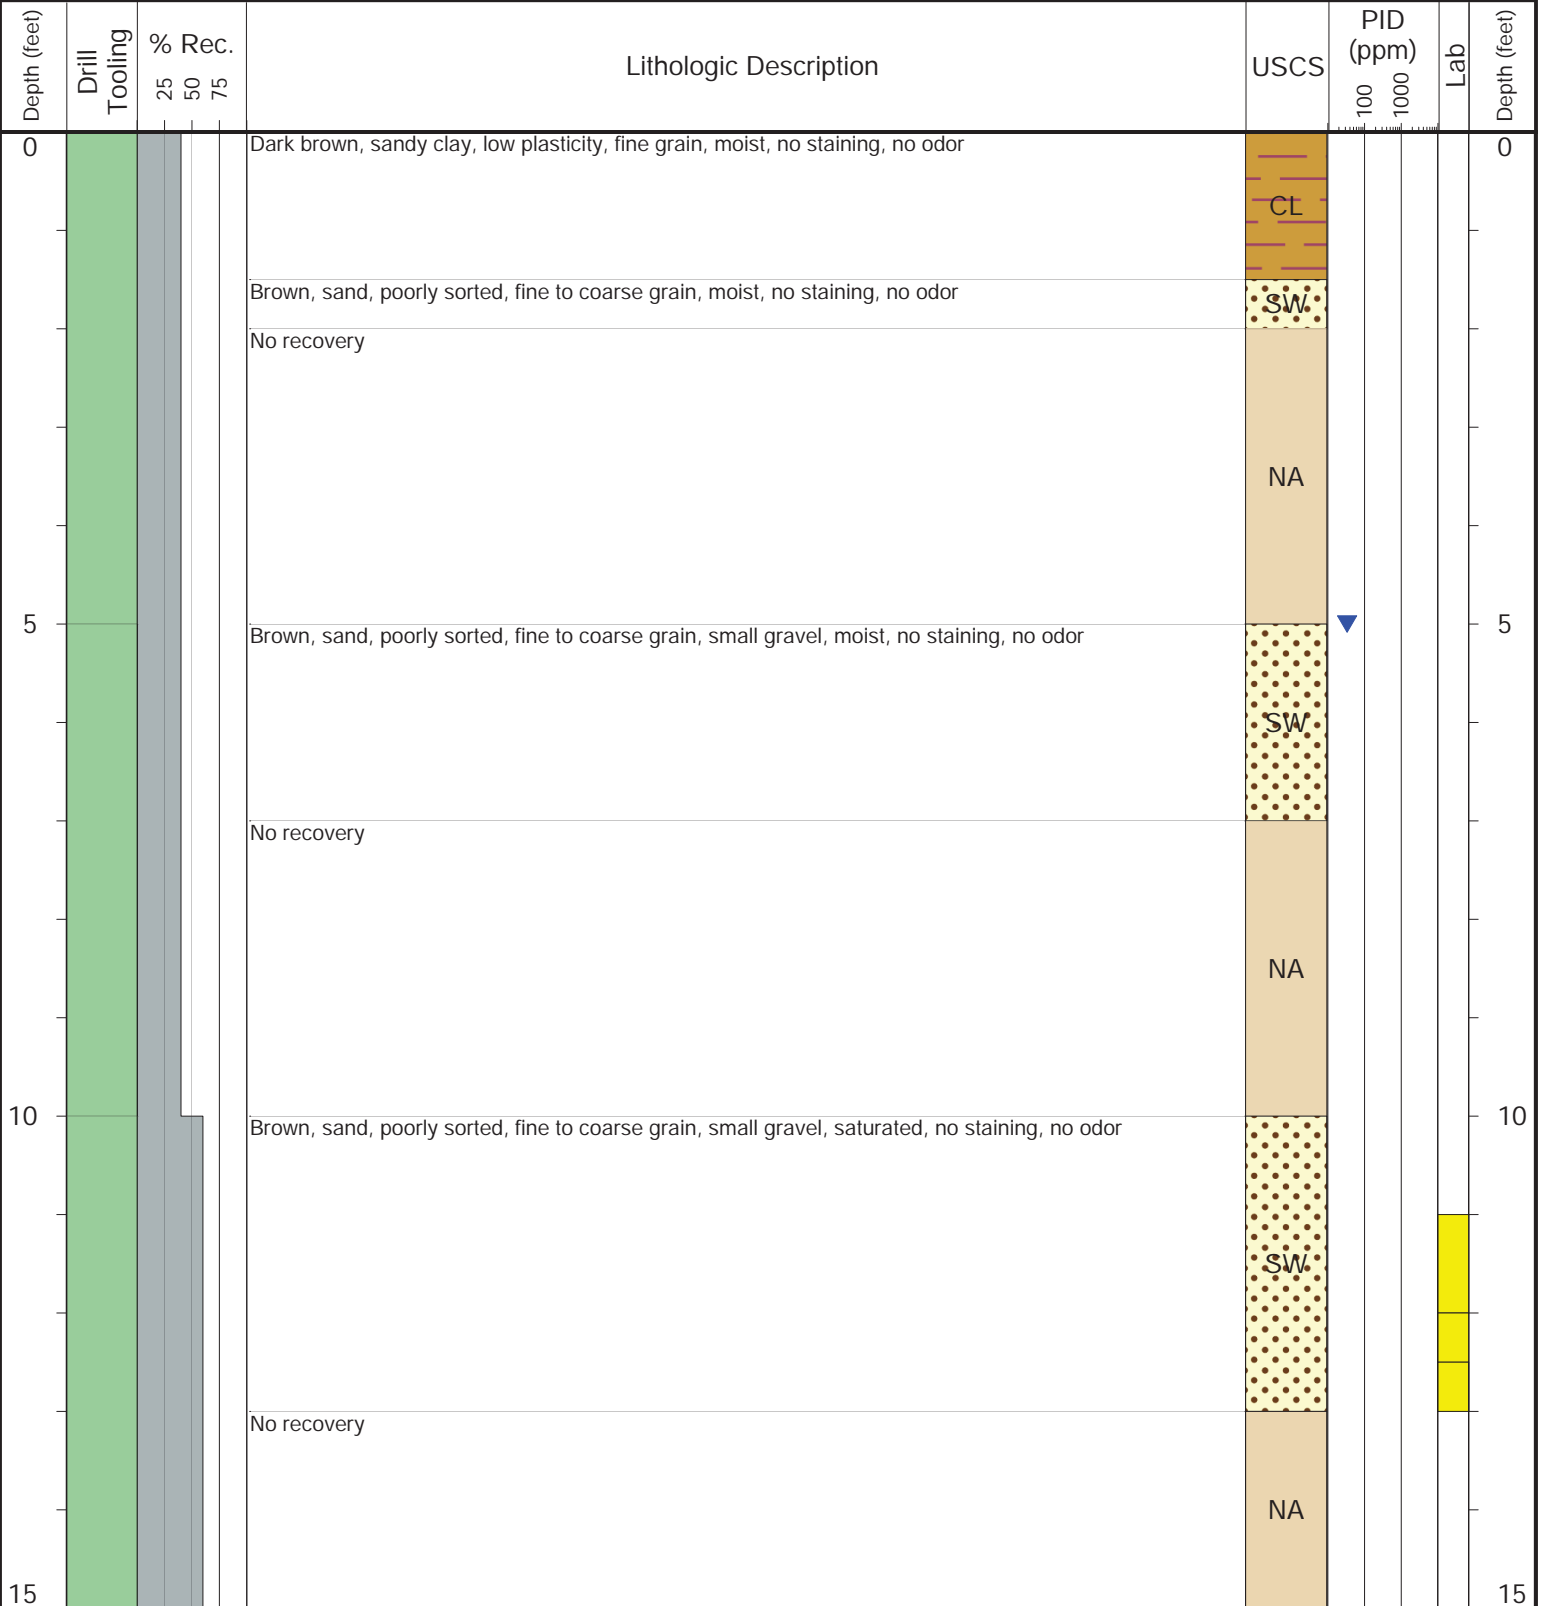 Depth (feet)
Drill
Tooling
% Rec.
25 50 75
Lithologic Description
USCS
PID
(ppm)
100 1000
Lab
Depth (feet)
0
Dark brown, sandy clay, low plasticity, fine grain, moist, no staining, no odor
0
CL
Brown, sand, poorly sorted, fine to coarse grain, moist, no staining, no odor
SW
No recovery
NA
5
Brown, sand, poorly sorted, fine to coarse grain, small gravel, moist, no staining, no odor
5
SW
No recovery
NA
10
Brown, sand, poorly sorted, fine to coarse grain, small gravel, saturated, no staining, no odor
10
SW
No recovery
NA
15
15